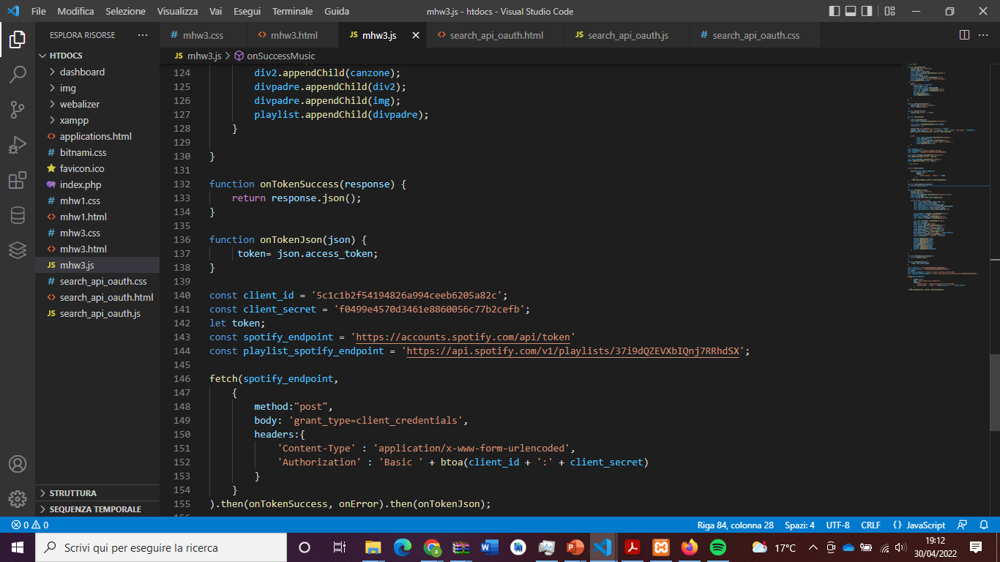 File Modifica Selezione Visualizza Vai Esegui Terminale Guida mhw3.js - htdocs - Visual Studio Code
ESPLORA RISORSE ...
HTDOCS
dashboard
img
webalizer
xampp
applications.html
bitnami.css
favicon.ico
index.php
mhw1.css
mhw1.html
mhw3.css
mhw3.html
mhw3.js
search_api_oauth.css
search_api_oauth.html
search_api_oauth.js
STRUTTURA
SEQUENZA TEMPORALE
# mhw3.css <> mhw3.html JS mhw3.js × <> search_api_oauth.html JS search_api_oauth.js # search_api_oauth.css
JS mhw3.js > onSuccessMusic
124 div2.appendChild(canzone);
125 divpadre.appendChild(div2);
126 divpadre.appendChild(img);
127 playlist.appendChild(divpadre);
128 }
129
130 }
131
132 function onTokenSuccess(response) {
133 return response.json();
134 }
135
136 function onTokenJson(json) {
137 token= json.access_token;
138 }
139
140 const client_id = '5c1c1b2f54194826a994ceeb6205a82c';
141 const client_secret = 'f0499e4570d3461e8860056c77b2cefb';
142 let token;
143 const spotify_endpoint = 'https://accounts.spotify.com/api/token'
144 const playlist_spotify_endpoint = 'https://api.spotify.com/v1/playlists/37i9dQZEVXbIQnj7RRhdSX';
145
146 fetch(spotify_endpoint,
147 {
148 method:"post",
149 body: 'grant_type=client_credentials',
150 headers:{
151 'Content-Type' : 'application/x-www-form-urlencoded',
152 'Authorization' : 'Basic ' + btoa(client_id + ':' + client_secret)
153 }
154 }
155 ).then(onTokenSuccess, onError).then(onTokenJson);
0 0 Riga 84, colonna 28 Spazi: 4 UTF-8 CRLF {} JavaScript
Scrivi qui per eseguire la ricerca
17°C
19:12
30/04/2022